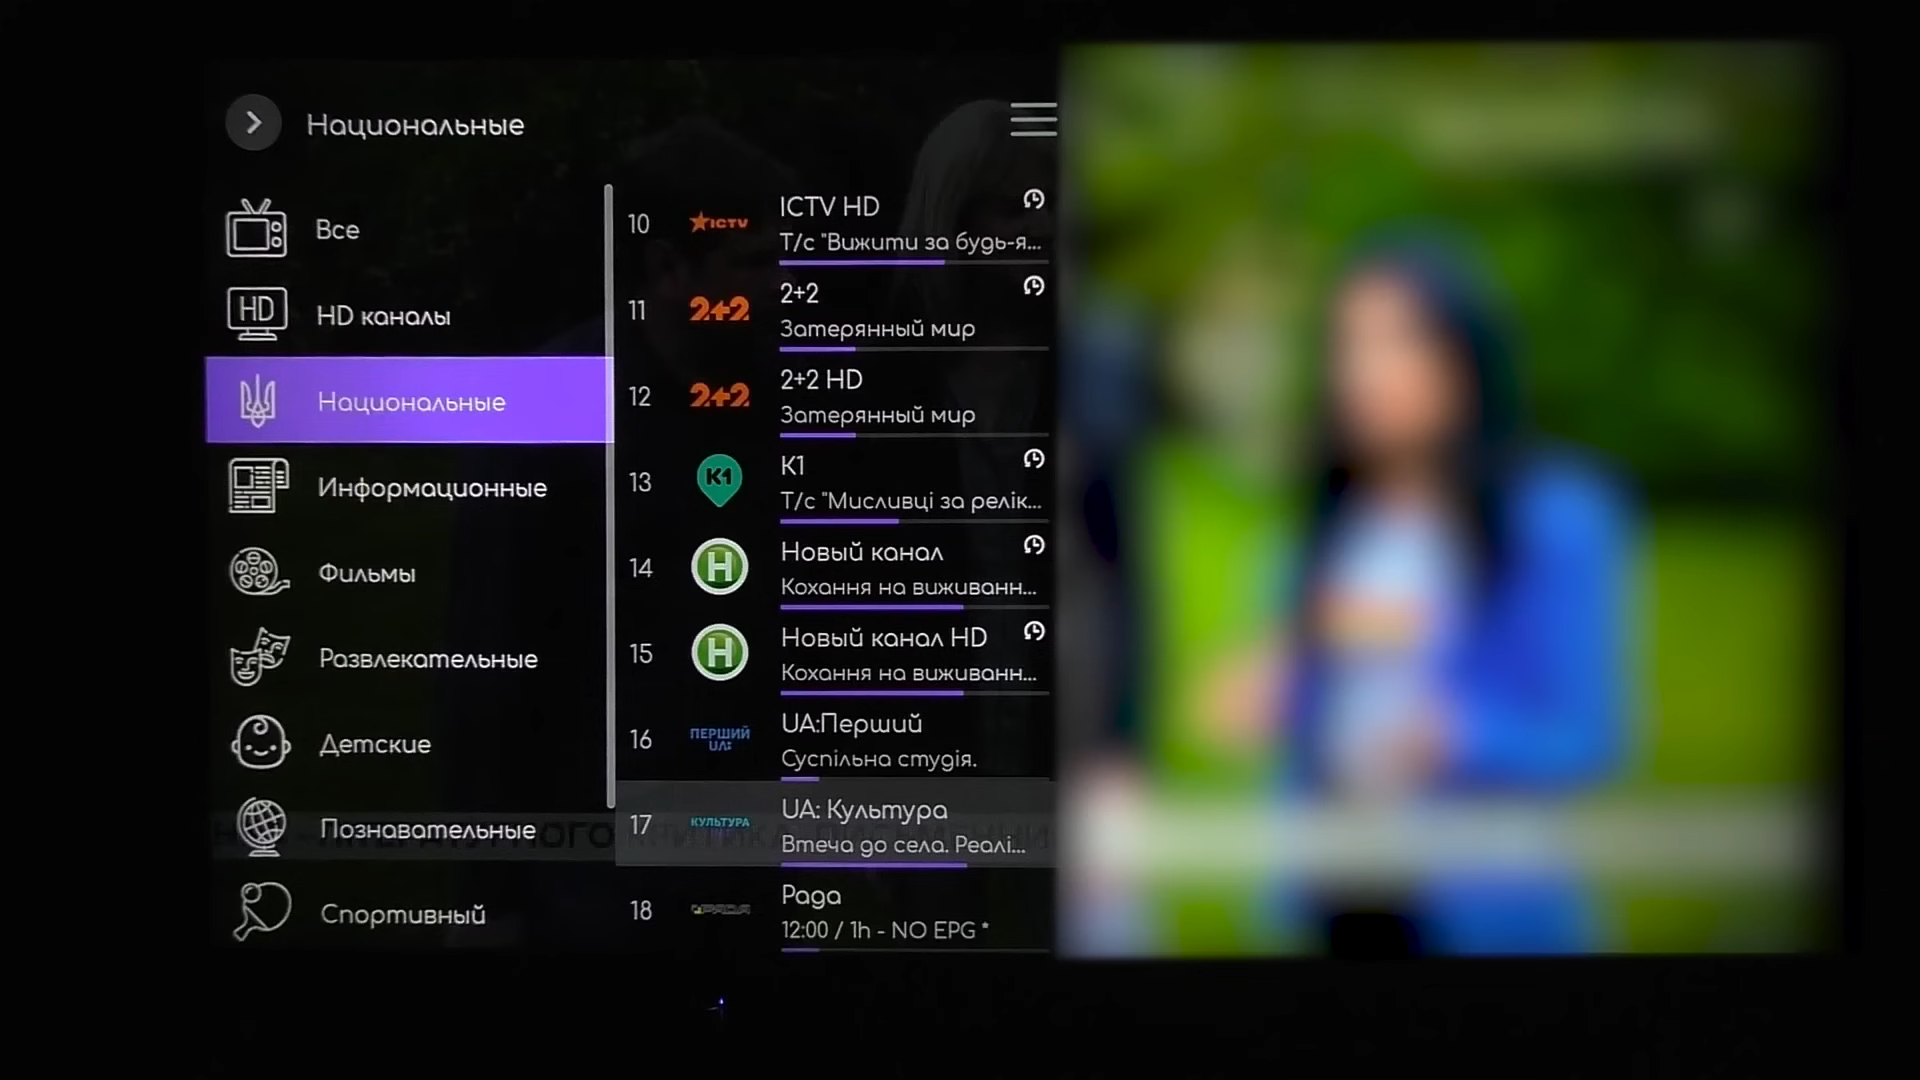 Национальные
Все
HD
HD каналы
Национальные
Информационные
Фильмы
Развлекательные
Детские
Познавательные
Спортивный
10
ICTV
ICTV HD
Т/с "Вижити за будь-я...
11
2+2
2+2
Затерянный мир
12
2+2
2+2 HD
Затерянный мир
13
K1
К1
Т/с "Мисливці за релік...
14
Н
Новый канал
Кохання на виживанн...
15
Н
Новый канал HD
Кохання на виживанн...
16
ПЕРШИЙ
UA:
UA:Перший
Суспільна студія.
17
КУЛЬТУРА
UA: Культура
Втеча до села. Реалі...
18
РАДА
Рада
12:00 / 1h - NO EPG *